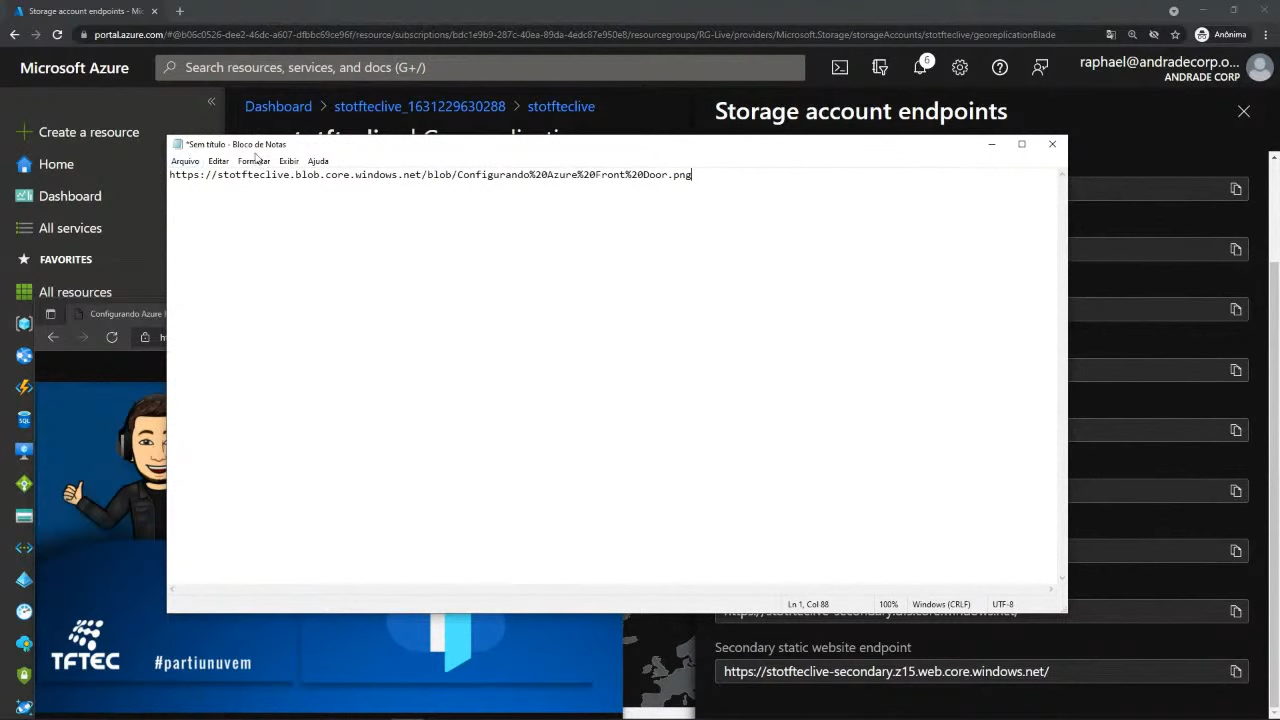 Storage account endpoints - Mic
portal.azure.com/#@b06c0526-dee2-46dc-a607-dfbbc69ce96f/resource/subscriptions/bdc1e9b9-287c-40ea-89da-4edc87e950e8/resourcegroups/RG-Live/providers/Microsoft.Storage/storageAccounts/stotfteclive/georeplicationBlade
Anônima
Microsoft Azure
Search resources, services, and docs (G+/)
6
raphael@andradecorp.o...
ANDRADE CORP
Create a resource
Home
Dashboard
All services
FAVORITES
All resources
Dashboard
stotfteclive_1631229630288
stotfteclive
Storage account endpoints
*Sem título - Bloco de Notas
Arquivo Editar Formatar Exibir Ajuda
https://stotfteclive.blob.core.windows.net/blob/Configurando%20Azure%20Front%20Door.png
Ln 1, Col 88
100%
Windows (CRLF)
UTF-8
Configurando Azure
SQL
TFTEC
#partiunuvem
Secondary static website endpoint
https://stotfteclive-secondary.z15.web.core.windows.net/